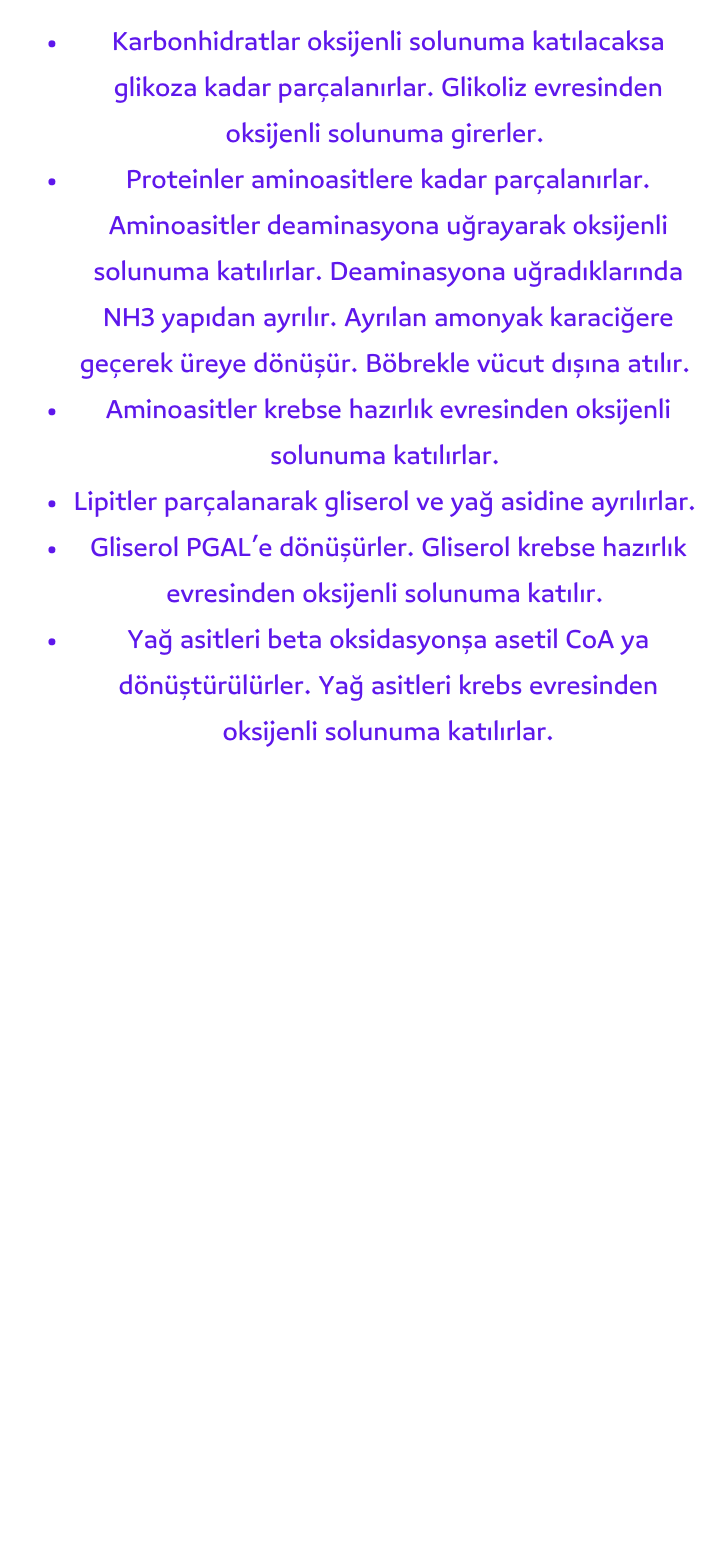 • Karbonhidratlar oksijenli solunuma katılacaksa
glikoza kadar parçalanırlar. Glikoliz evresinden
oksijenli solunuma girerler.
• Proteinler aminoasitlere kadar parçalanırlar.
Aminoasitler deaminasyona uğrayarak oksijenli
solunuma katılırlar. Deaminasyona uğradıklarında
NH3 yapıdan ayrılır. Ayrılan amonyak karaciğere
geçerek üreye dönüşür. Böbrekle vücut dışına atılır.
• Aminoasitler krebse hazırlık evresinden oksijenli
solunuma katılırlar.
• Lipitler parçalanarak gliserol ve yağ asidine ayrılırlar.
• Gliserol PGAL’e dönüşürler. Gliserol krebse hazırlık
evresinden oksijenli solunuma katılır.
• Yağ asitleri beta oksidasyonşa asetil CoA ya
dönüştürülürler. Yağ asitleri krebs evresinden
oksijenli solunuma katılırlar.